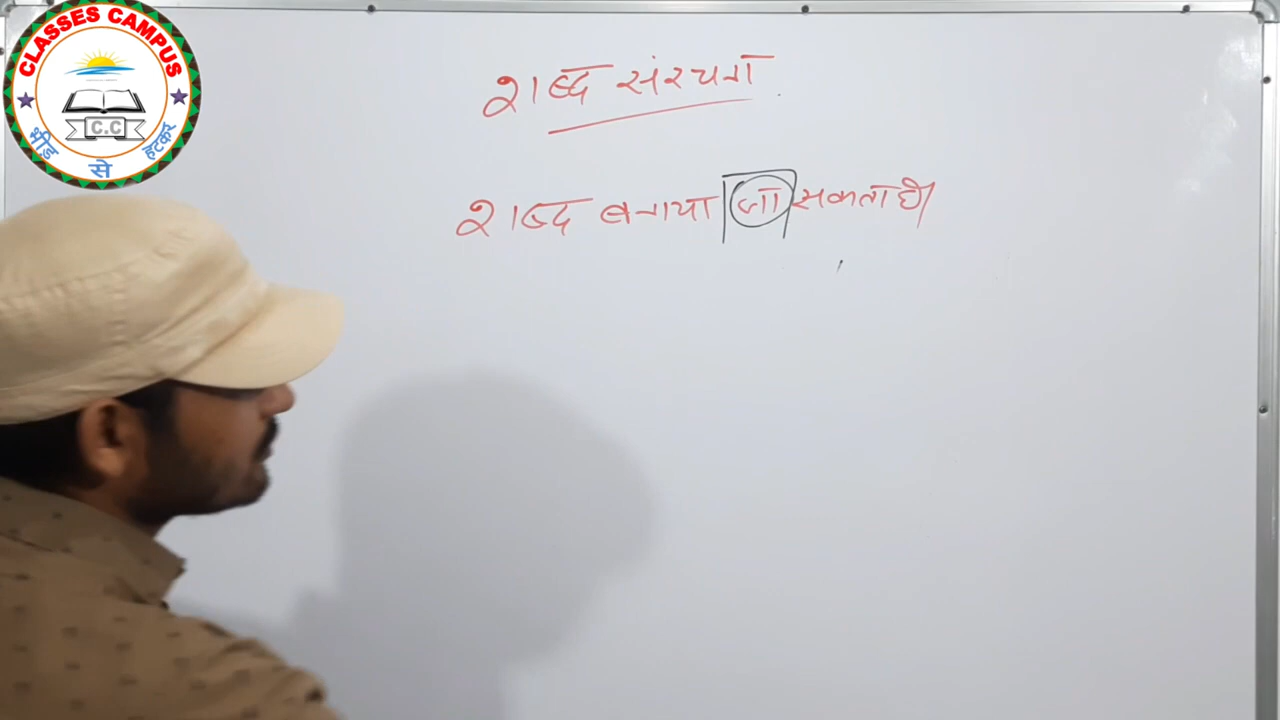 CLASSES CAMPUS
C.C
भीड़ से हटकर
शब्द संरचना
शब्द बनाया जा सकता है।